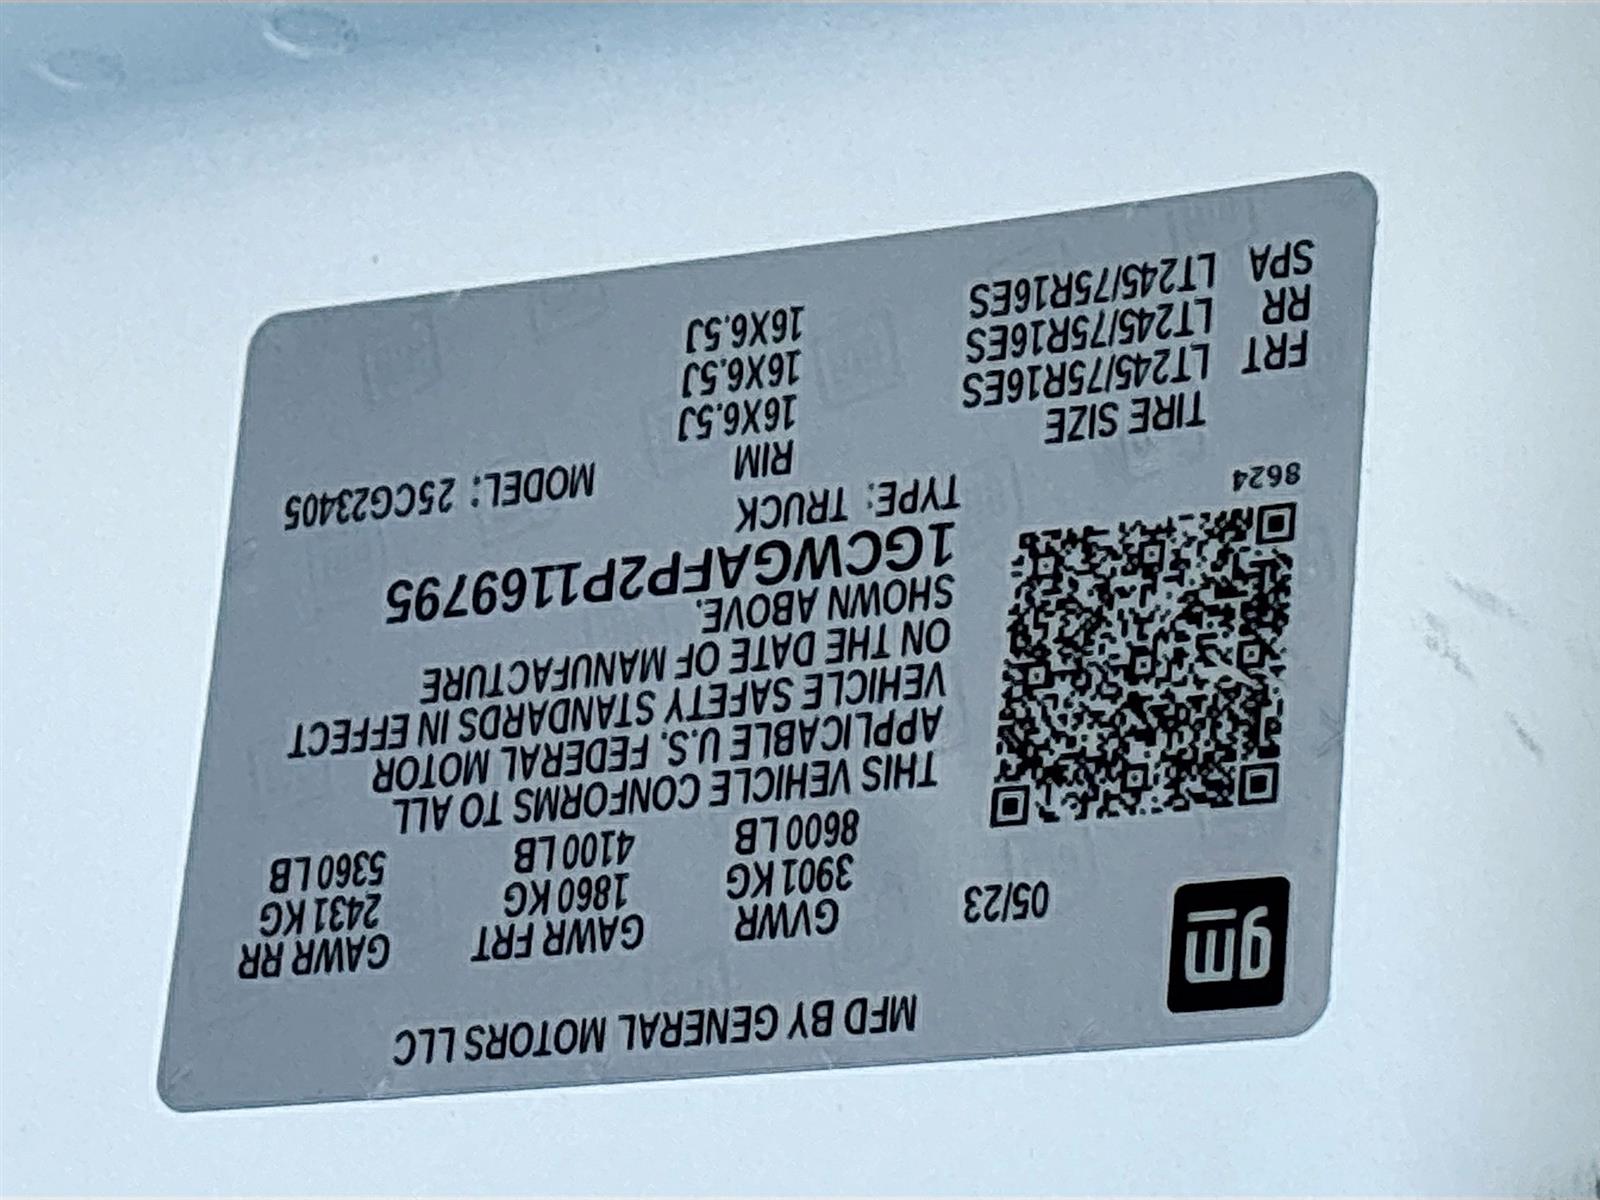 MFD BY GENERAL MOTORS LLC
gm
05/23
GVWR GAWR FRT GAWR RR
3901 KG 1860 KG 2431 KG
8600 LB 4100 LB 5360 LB
THIS VEHICLE CONFORMS TO ALL
APPLICABLE U.S. FEDERAL MOTOR
VEHICLE SAFETY STANDARDS IN EFFECT
ON THE DATE OF MANUFACTURE
SHOWN ABOVE.
1GCWGAFP2P1169795
TYPE: TRUCK MODEL: 25CG23405
8624
TIRE SIZE RIM
FRT LT245/75R16ES 16X6.5J
RR LT245/75R16ES 16X6.5J
SPA LT245/75R16ES 16X6.5J